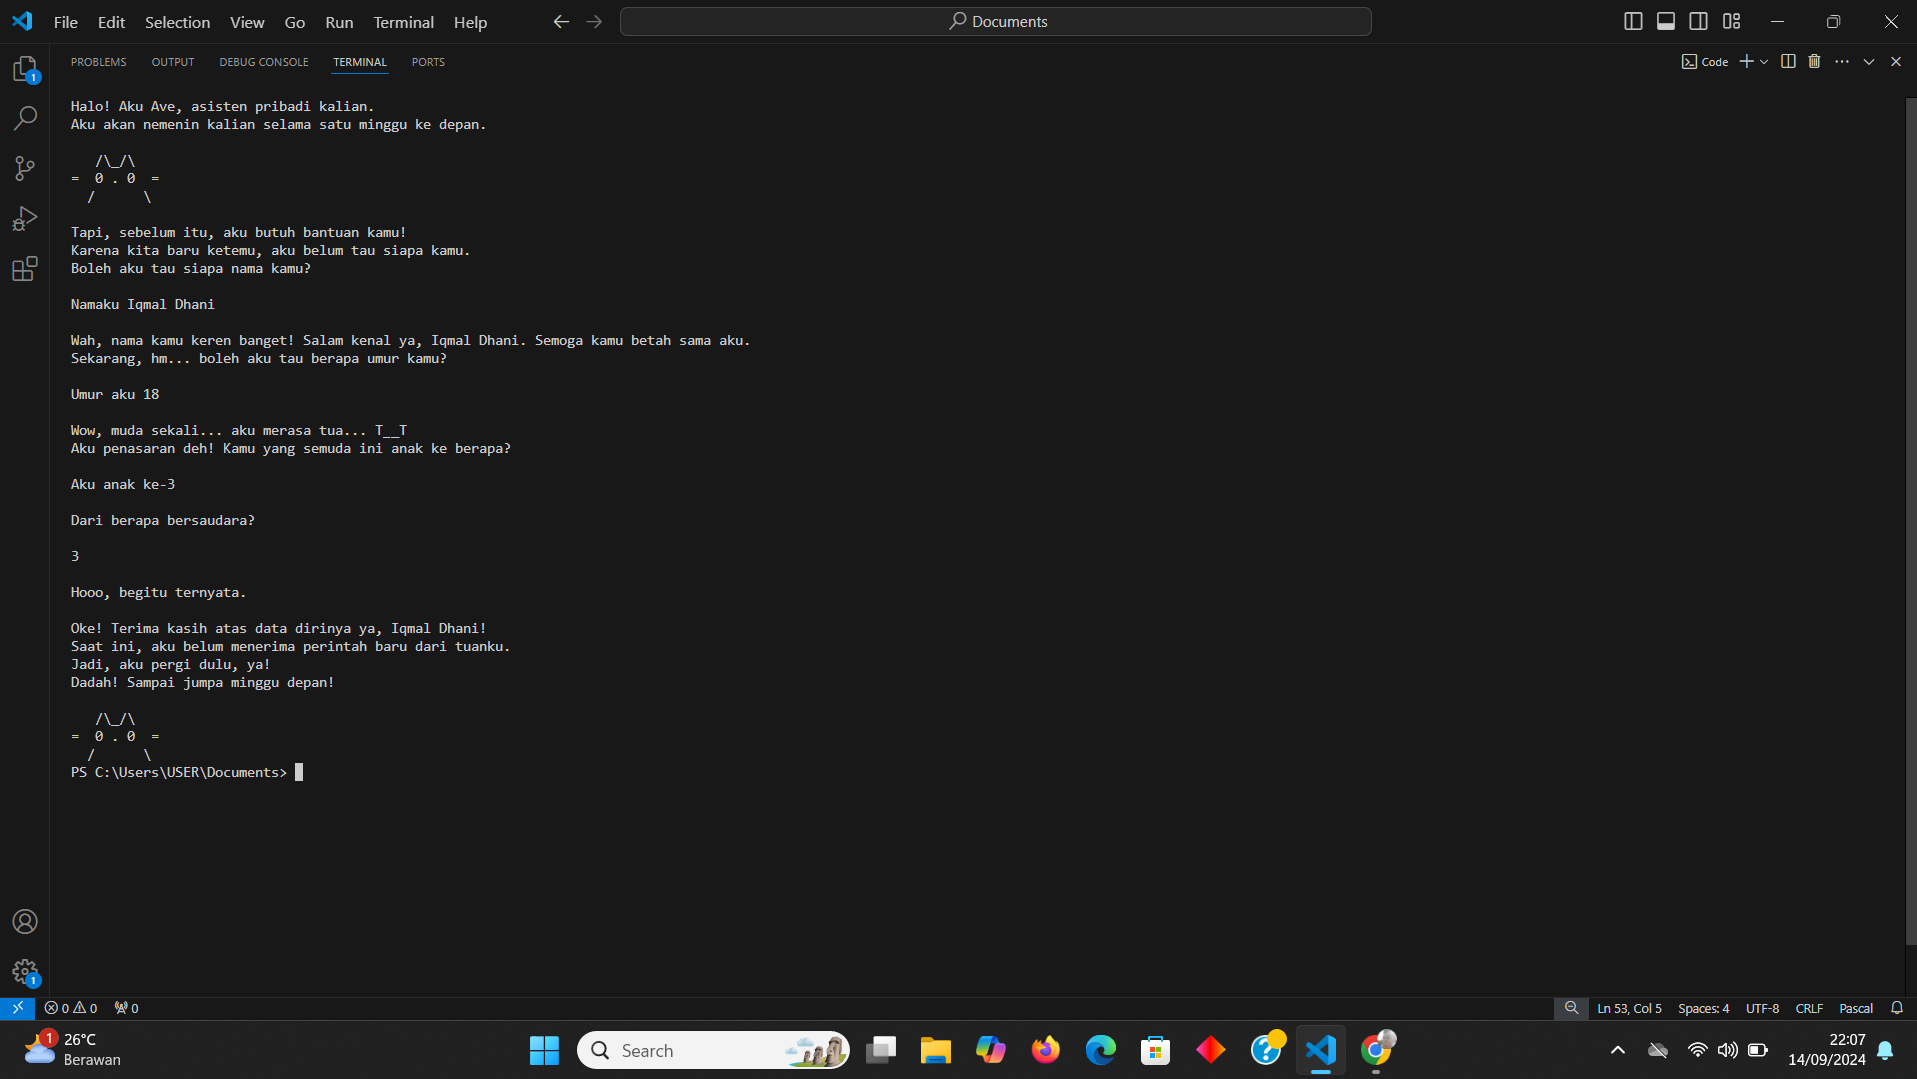 File Edit Selection View Go Run Terminal Help
Documents
PROBLEMS OUTPUT DEBUG CONSOLE TERMINAL PORTS
Code
1
Halo! Aku Ave, asisten pribadi kalian.
Aku akan nemenin kalian selama satu minggu ke depan.
    /\_/\
=  0 . 0  =
  /      \
Tapi, sebelum itu, aku butuh bantuan kamu!
Karena kita baru ketemu, aku belum tau siapa kamu.
Boleh aku tau siapa nama kamu?
Namaku Iqmal Dhani
Wah, nama kamu keren banget! Salam kenal ya, Iqmal Dhani. Semoga kamu betah sama aku.
Sekarang, hm... boleh aku tau berapa umur kamu?
Umur aku 18
Wow, muda sekali... aku merasa tua... T__T
Aku penasaran deh! Kamu yang semuda ini anak ke berapa?
Aku anak ke-3
Dari berapa bersaudara?
3
Hooo, begitu ternyata.
Oke! Terima kasih atas data dirinya ya, Iqmal Dhani!
Saat ini, aku belum menerima perintah baru dari tuanku.
Jadi, aku pergi dulu, ya!
Dadah! Sampai jumpa minggu depan!
    /\_/\
=  0 . 0  =
  /      \
PS C:\Users\USER\Documents>
1
0 0 0
Ln 53, Col 5 Spaces: 4 UTF-8 CRLF Pascal
1
26°C
Berawan
Search
22:07
14/09/2024